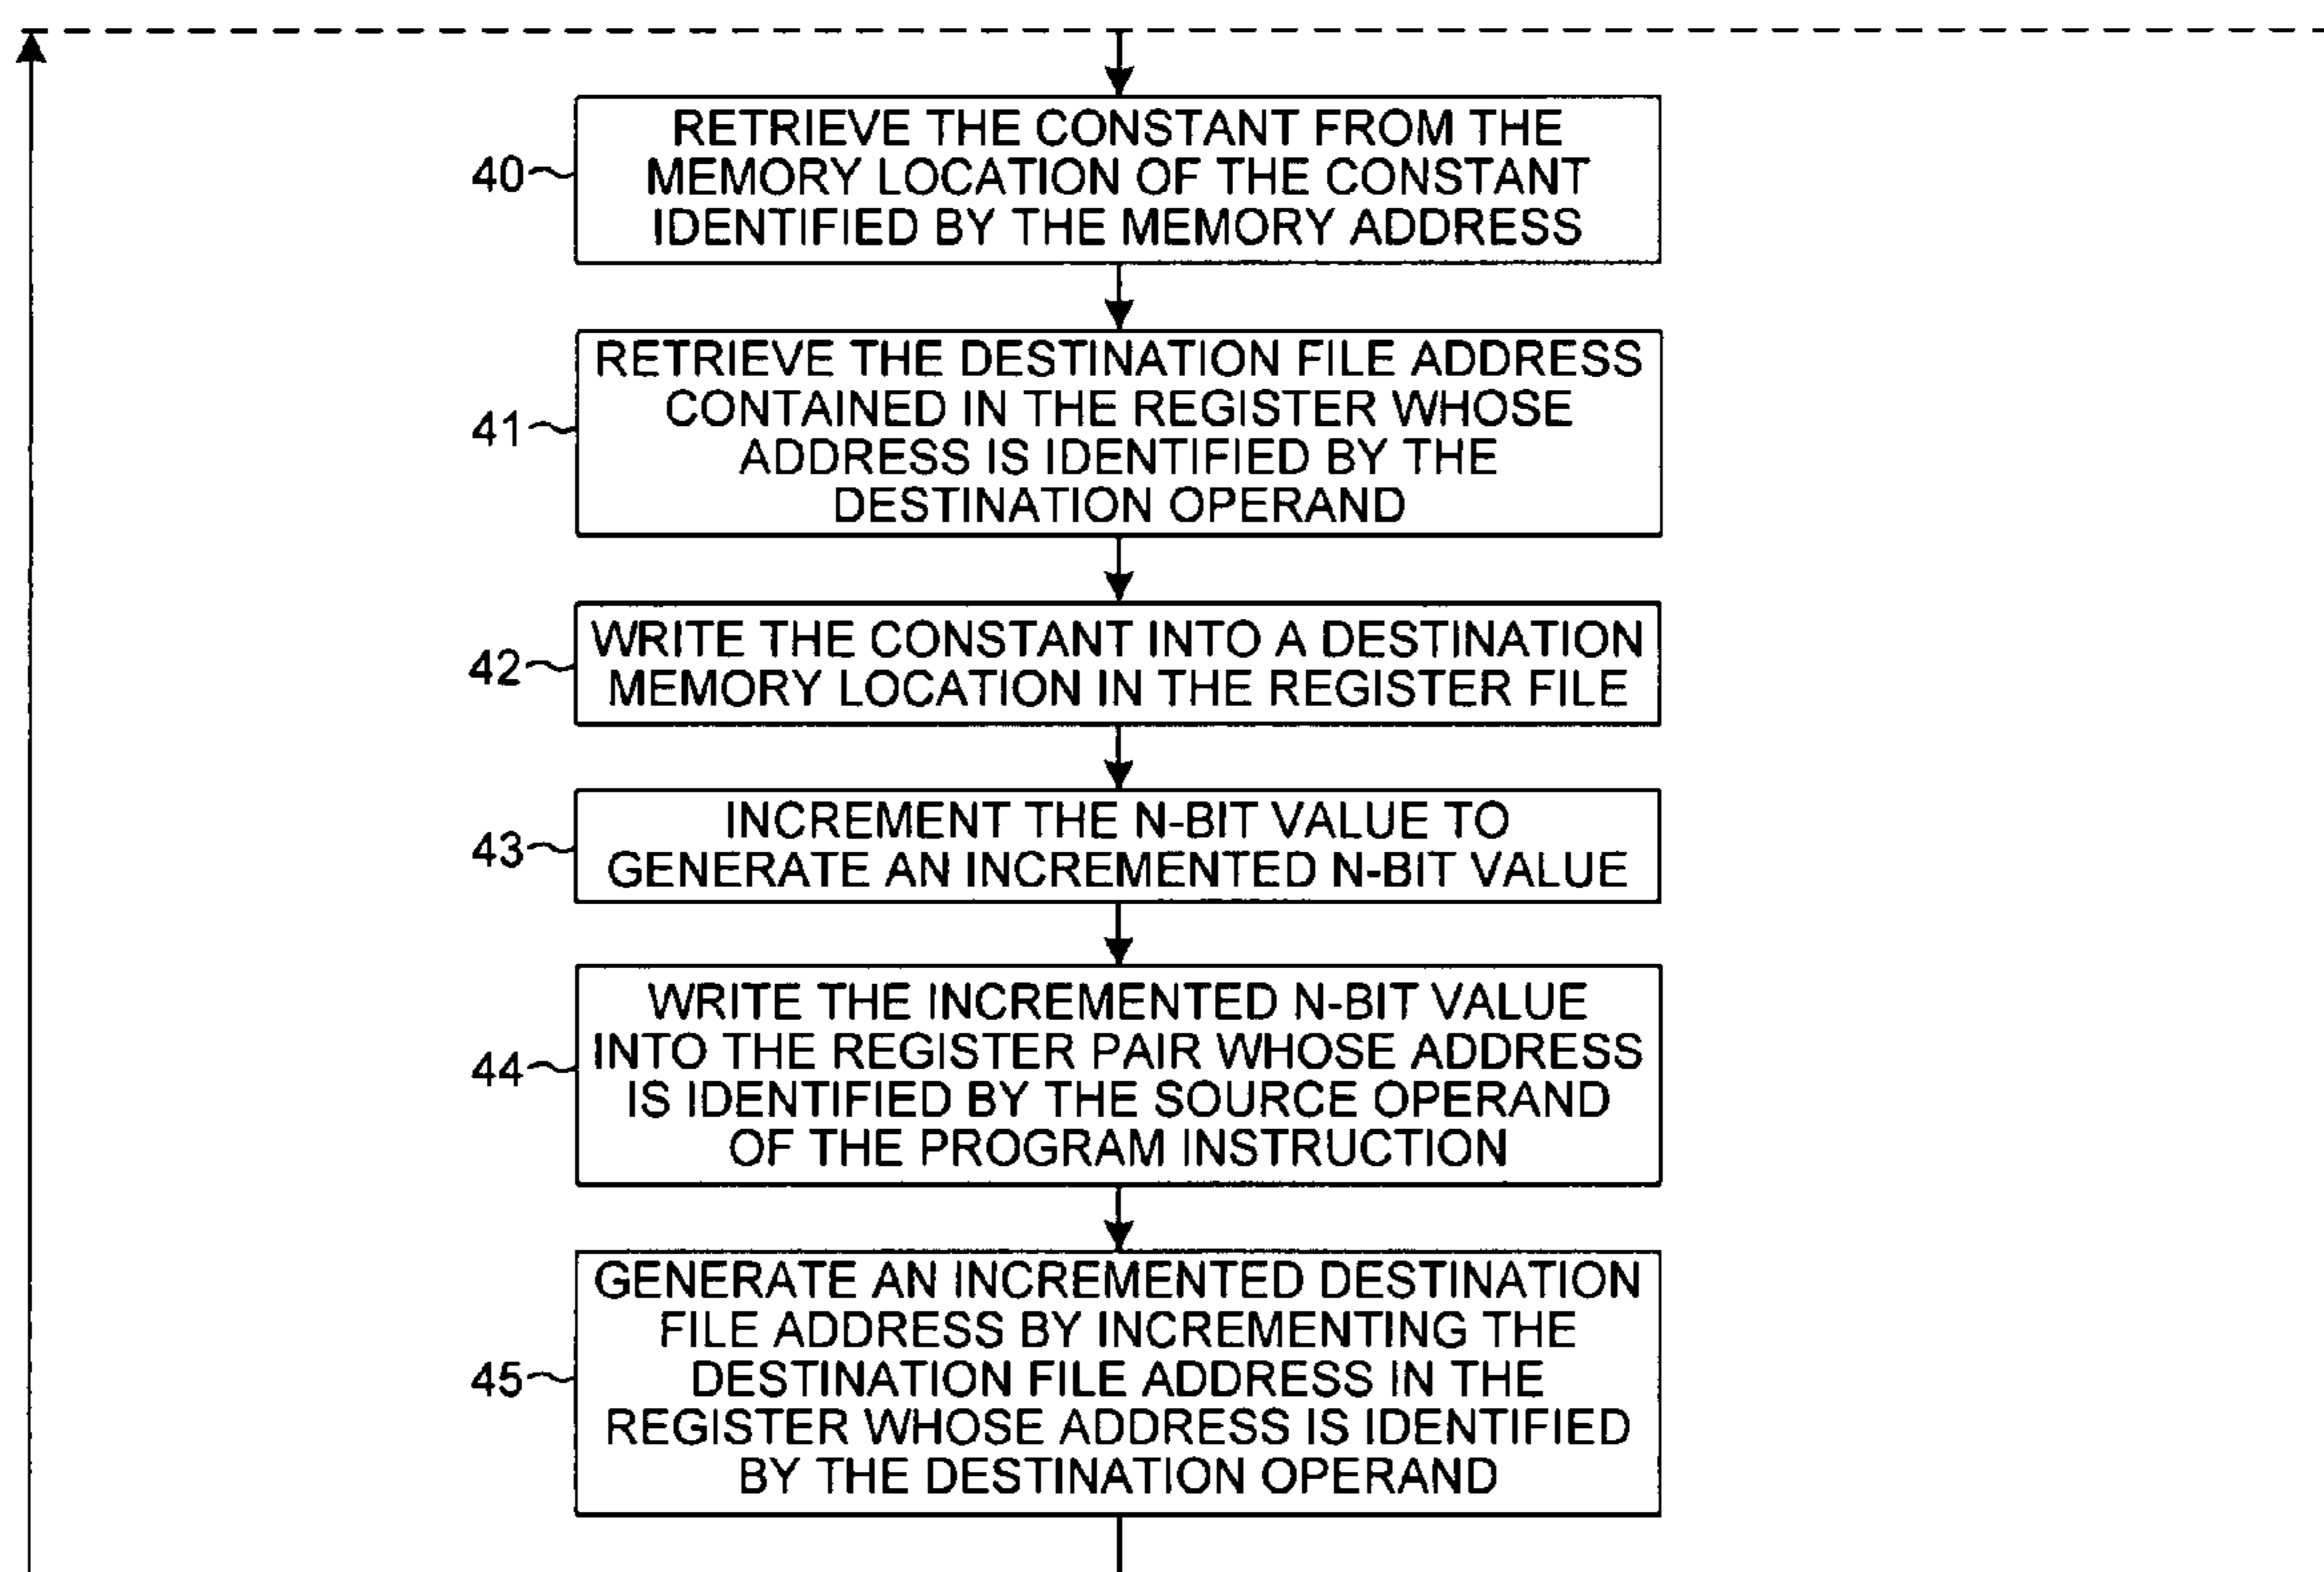 RETRIEVE THE CONSTANT FROM THE
MEMORY LOCATION OF THE CONSTANT
IDENTIFIED BY THE MEMORY ADDRESS
40
RETRIEVE THE DESTINATION FILE ADDRESS
CONTAINED IN THE REGISTER WHOSE
ADDRESS IS IDENTIFIED BY THE
DESTINATION OPERAND
41
WRITE THE CONSTANT INTO A DESTINATION
MEMORY LOCATION IN THE REGISTER FILE
42
INCREMENT THE N-BIT VALUE TO
GENERATE AN INCREMENTED N-BIT VALUE
43
WRITE THE INCREMENTED N-BIT VALUE
INTO THE REGISTER PAIR WHOSE ADDRESS
IS IDENTIFIED BY THE SOURCE OPERAND
OF THE PROGRAM INSTRUCTION
44
GENERATE AN INCREMENTED DESTINATION
FILE ADDRESS BY INCREMENTING THE
DESTINATION FILE ADDRESS IN THE
REGISTER WHOSE ADDRESS IS IDENTIFIED
BY THE DESTINATION OPERAND
45